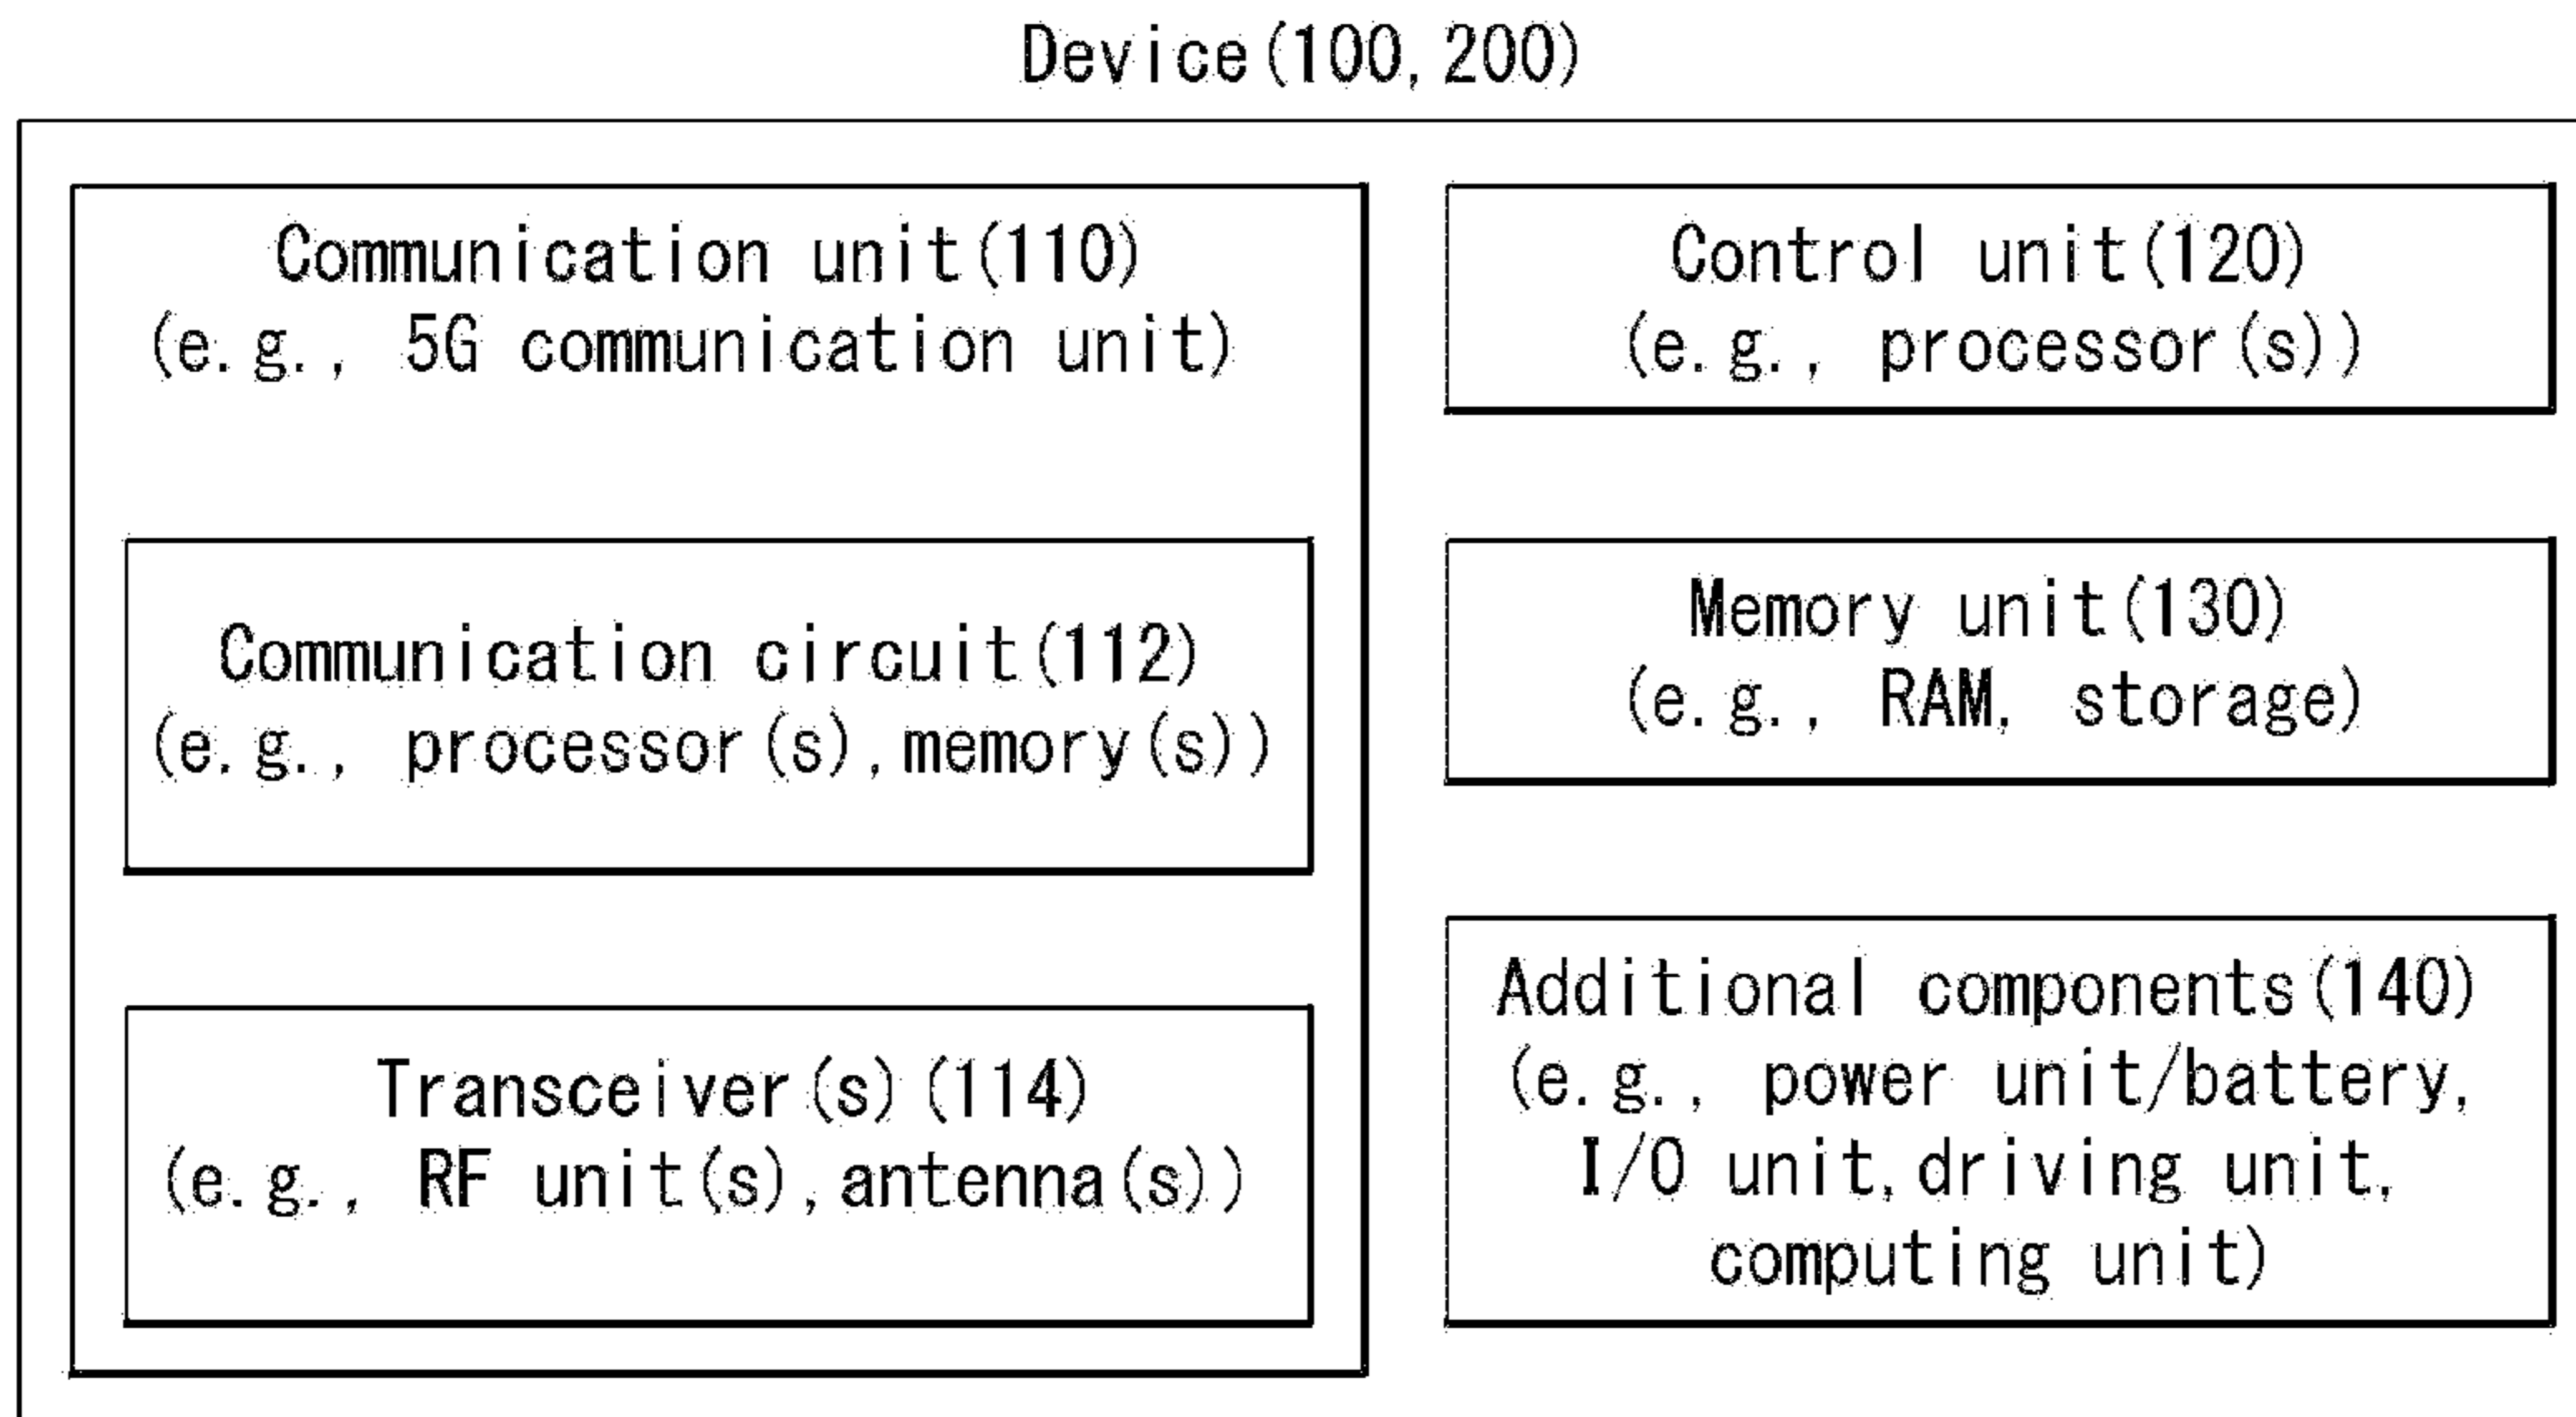 Device(100,200)
Communication unit(110)
(e.g., 5G communication unit)
Communication circuit(112)
(e.g., processor(s),memory(s))
Transceiver(s)(114)
(e.g., RF unit(s),antenna(s))
Control unit(120)
(e.g., processor(s))
Memory unit(130)
(e.g., RAM, storage)
Additional components(140)
(e.g., power unit/battery,
I/O unit,driving unit,
computing unit)